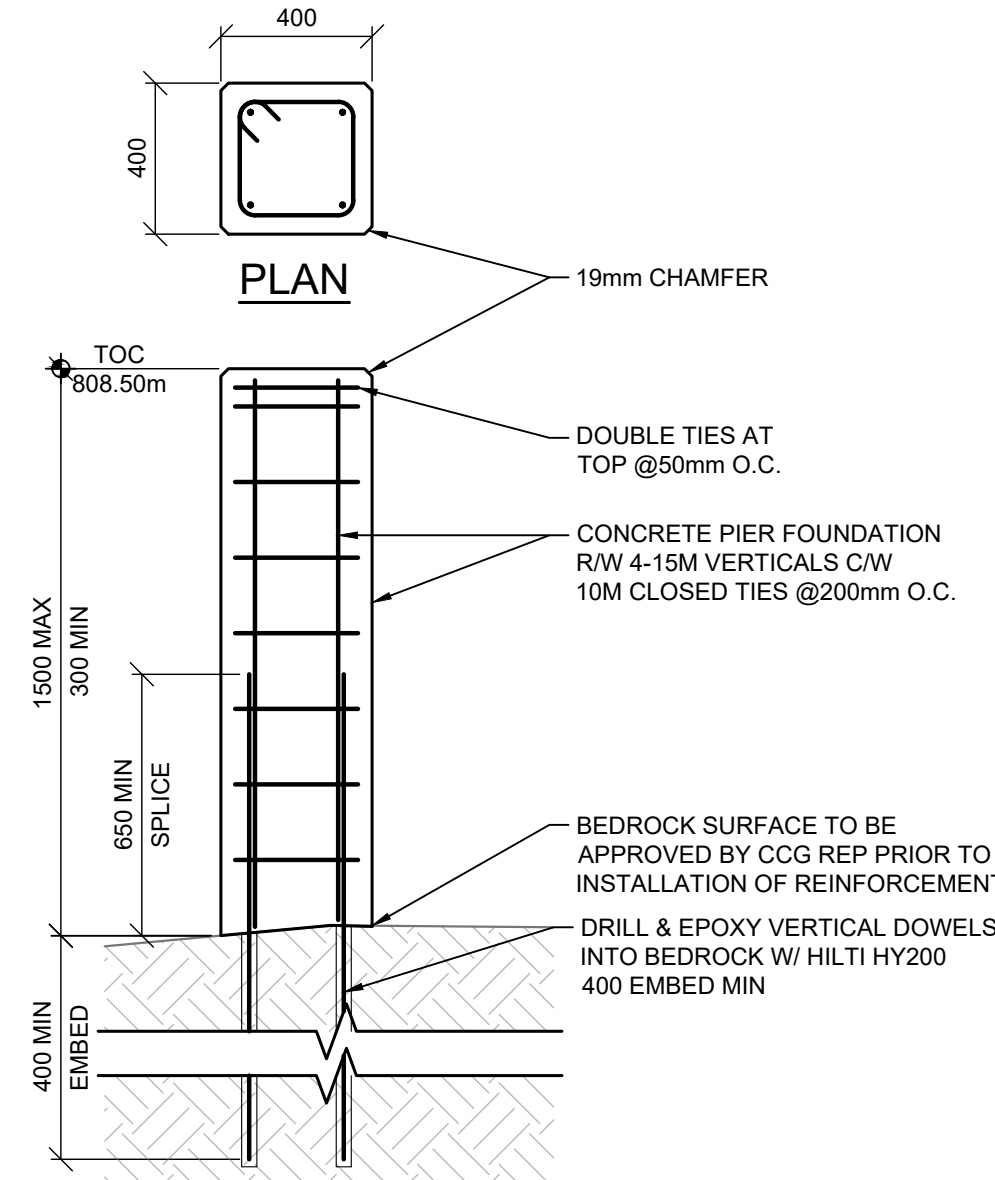 400
400
PLAN
19mm CHAMFER
TOC
808.50m
DOUBLE TIES AT
TOP @50mm O.C.
CONCRETE PIER FOUNDATION
R/W 4-15M VERTICALS C/W
10M CLOSED TIES @200mm O.C.
1500 MAX
300 MIN
650 MIN
SPLICE
BEDROCK SURFACE TO BE
APPROVED BY CCG REP PRIOR TO
INSTALLATION OF REINFORCEMENT
DRILL & EPOXY VERTICAL DOWELS
INTO BEDROCK W/ HILTI HY200
400 EMBED MIN
400 MIN
EMBED